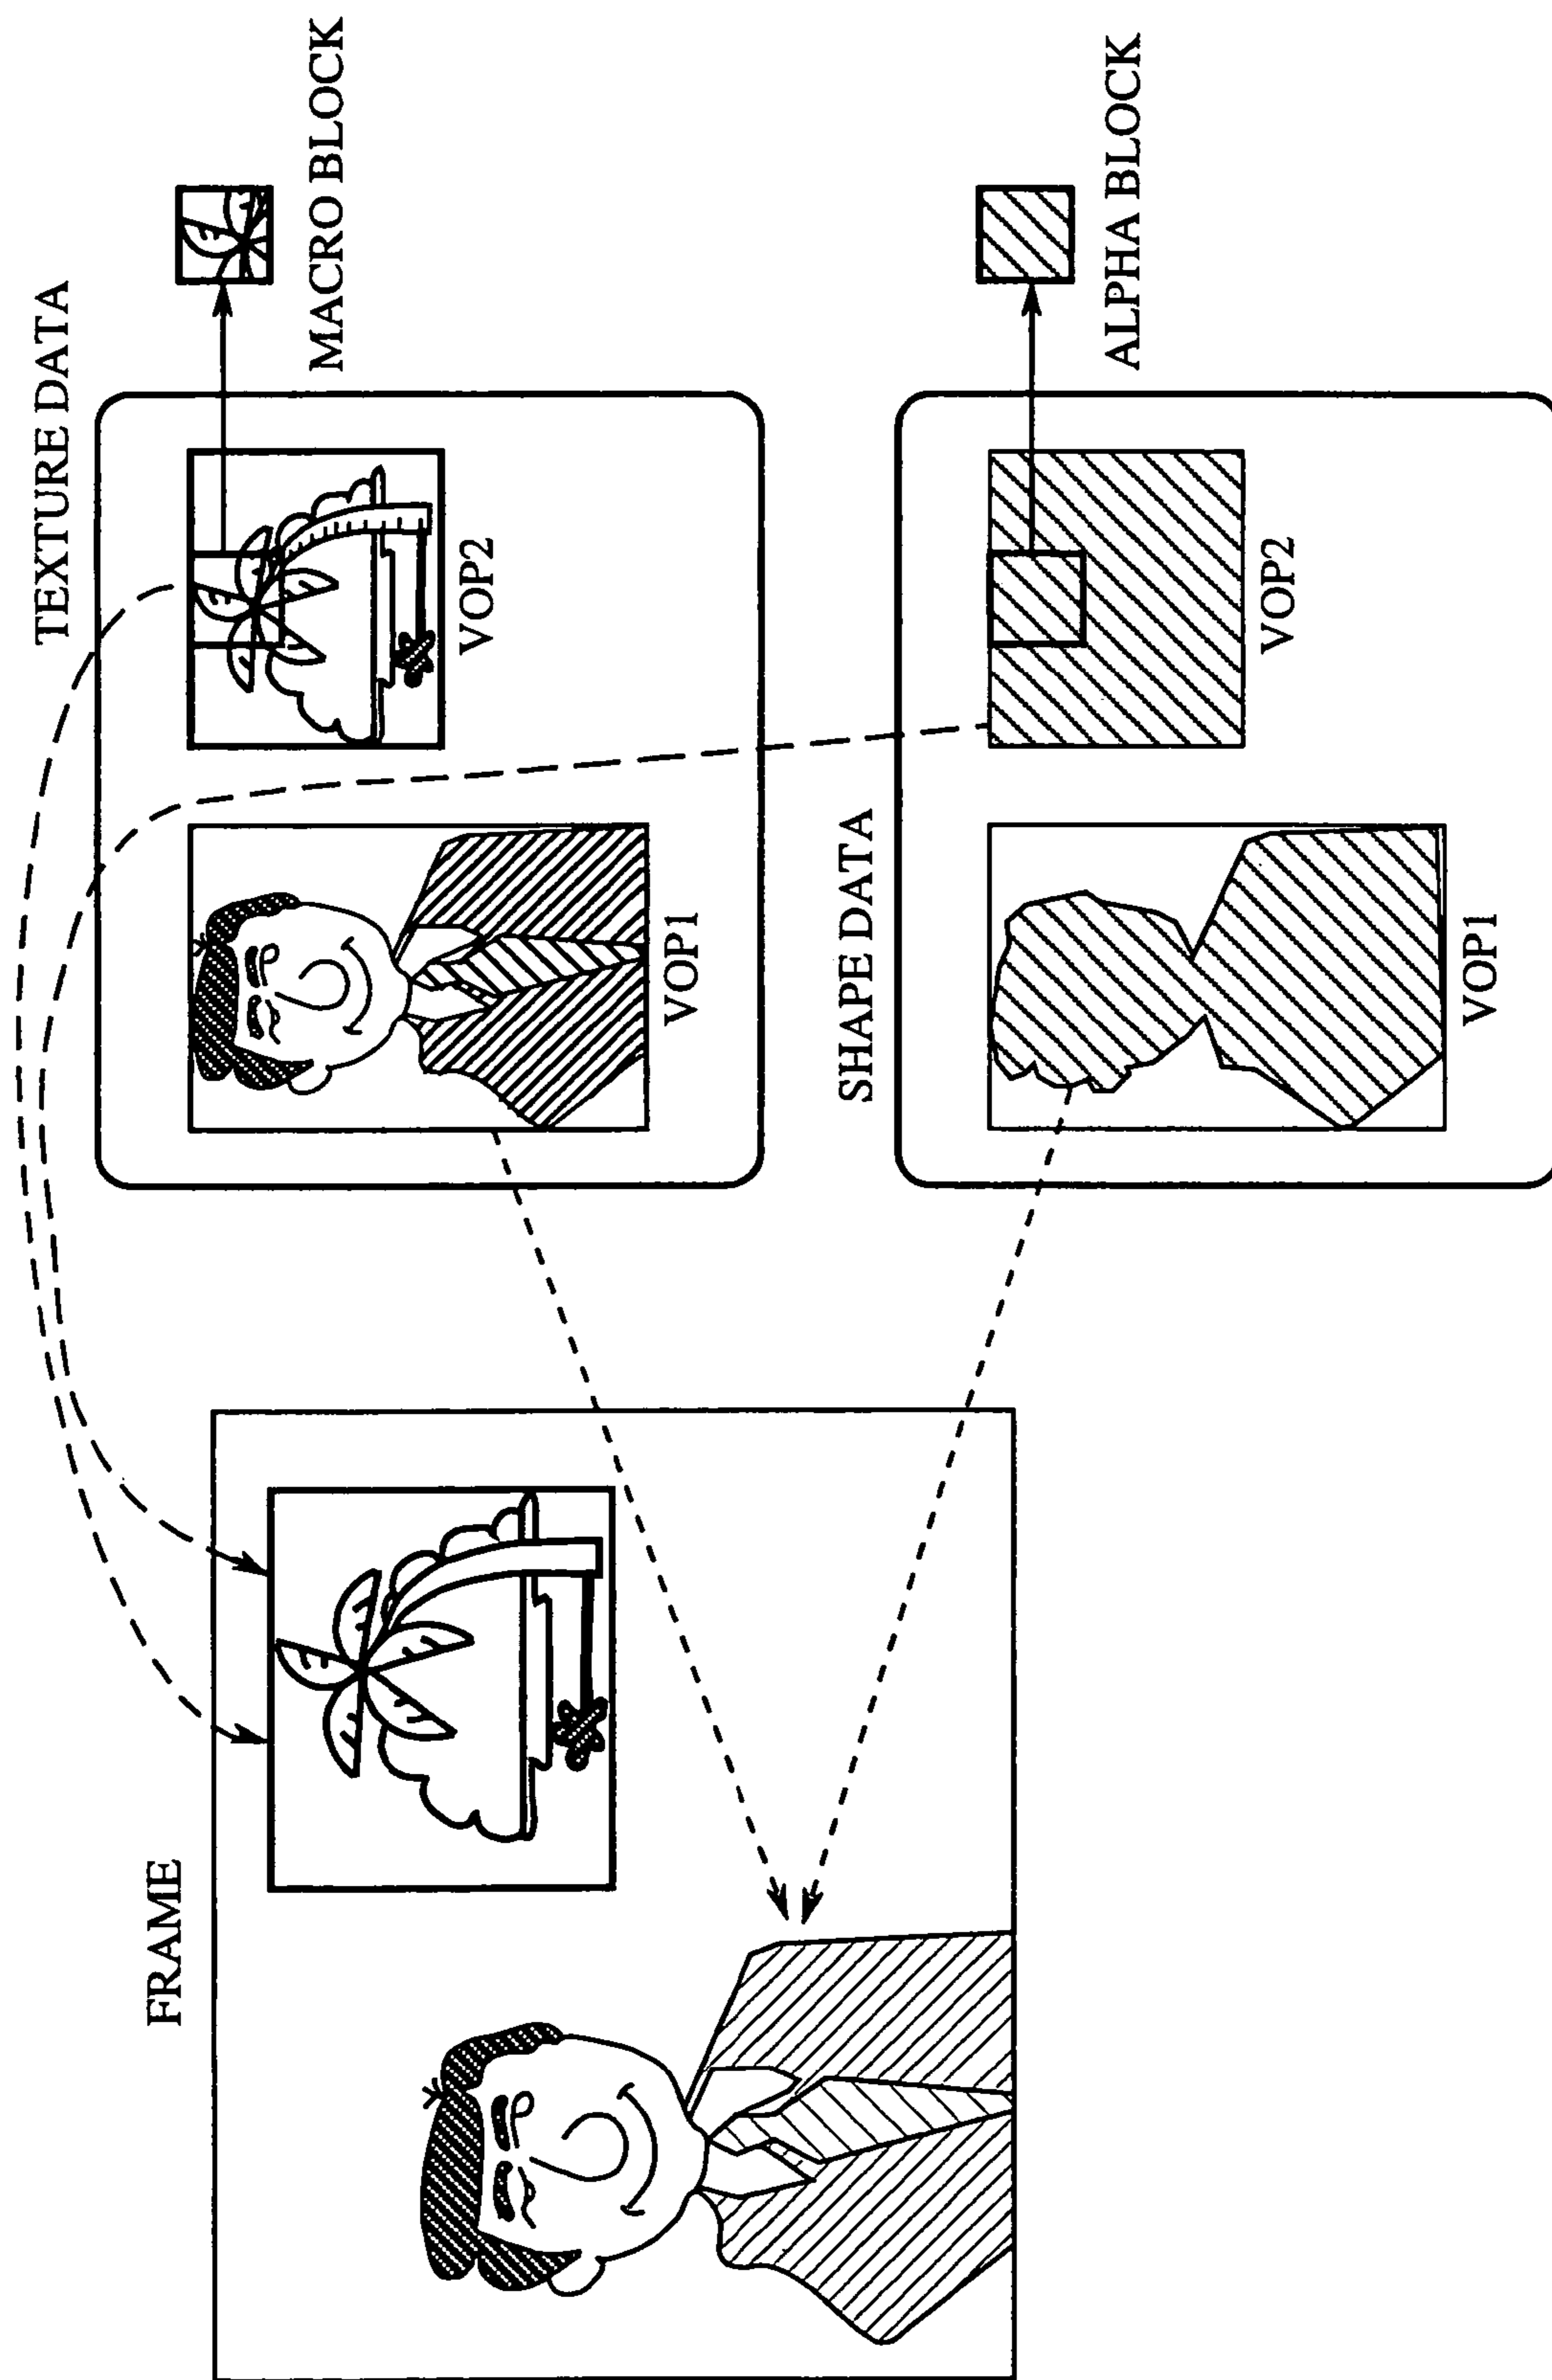 FRAME
TEXTURE DATA
VOP1
VOP2
MACRO BLOCK
SHAPE DATA
VOP1
VOP2
ALPHA BLOCK